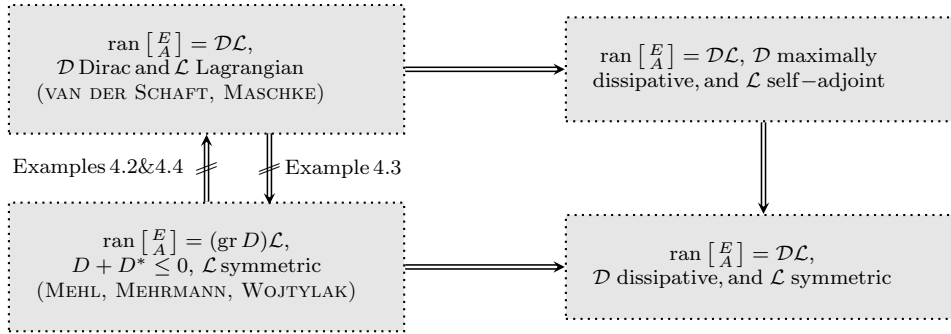 ran [ E A ] = 𝒟ℒ,
𝒟 Dirac and ℒ Lagrangian
(VAN DER SCHAFT, MASCHKE)
ran [ E A ] = 𝒟ℒ, 𝒟 maximally
dissipative, and ℒ self−adjoint
Examples 4.2&4.4
Example 4.3
ran [ E A ] = (gr D)ℒ,
D + D* ≤ 0, ℒ symmetric
(MEHL, MEHRMANN, WOJTYLAK)
ran [ E A ] = 𝒟ℒ,
𝒟 dissipative, and ℒ symmetric